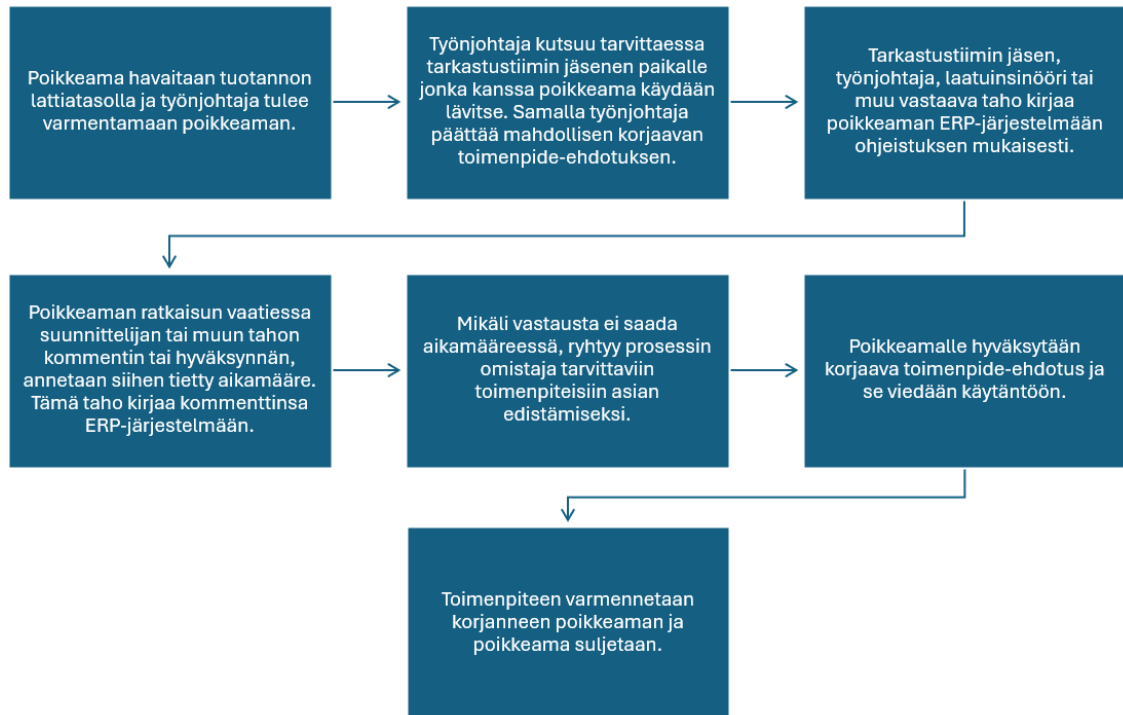 Poikkeama havaitaan tuotannon
lattiatasolla ja työnjohtaja tulee
varmentamaan poikkeaman.
Työnjohtaja kutsuu tarvittaessa
tarkastustiimin jäsenen paikalle
jonka kanssa poikkeama käydään
lävitse. Samalla työnjohtaja
päättää mahdollisen korjaavan
toimenpide-ehdotuksen.
Tarkastustiimin jäsen,
työnjohtaja, laatuinsinööri tai
muu vastaava taho kirjaa
poikkeaman ERP-järjestelmään
ohjeistuksen mukaisesti.
Poikkeaman ratkaisun vaatiessa
suunnittelijan tai muun tahon
kommentin tai hyväksynnän,
annetaan siihen tietty aikamääre.
Tämä taho kirjaa kommenttinsa
ERP-järjestelmään.
Mikäli vastausta ei saada
aikamääreessä, ryhtyy prosessin
omistaja tarvittaviin
toimenpiteisiin asian
edistämiseksi.
Poikkeamalle hyväksytään
korjaava toimenpide-ehdotus ja
se viedään käytäntöön.
Toimenpiteen varmennetaan
korjanneen poikkeaman ja
poikkeama suljetaan.